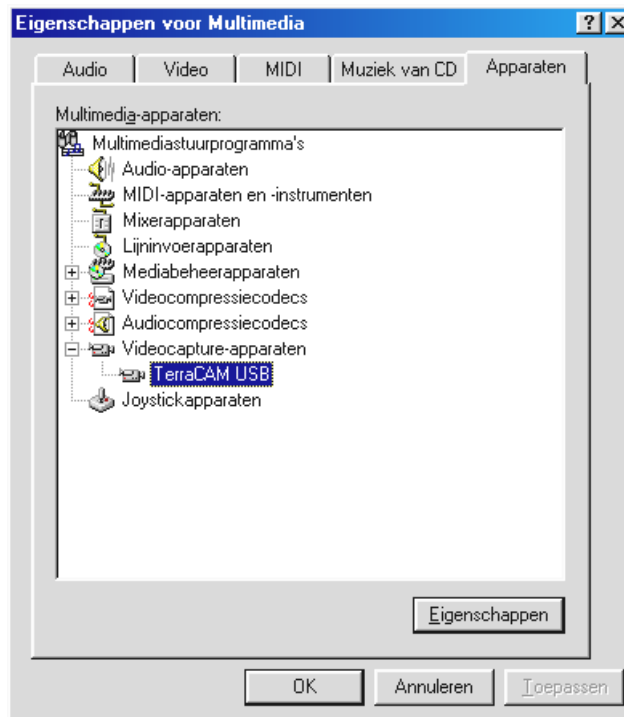 Eigenschappen voor Multimedia
Audio Video MIDI Muziek van CD Apparaten
Multimedia-apparaten:
Multimediastuurprogramma's
Audio-apparaten
MIDI-apparaten en -instrumenten
Mixerapparaten
Lijninvoerapparaten
Mediabeheerapparaten
Videocompressiecodecs
Audiocompressiecodecs
Videocapture-apparaten
TerraCAM USB
Joystickapparaten
Eigenschappen
OK Annuleren Toepassen